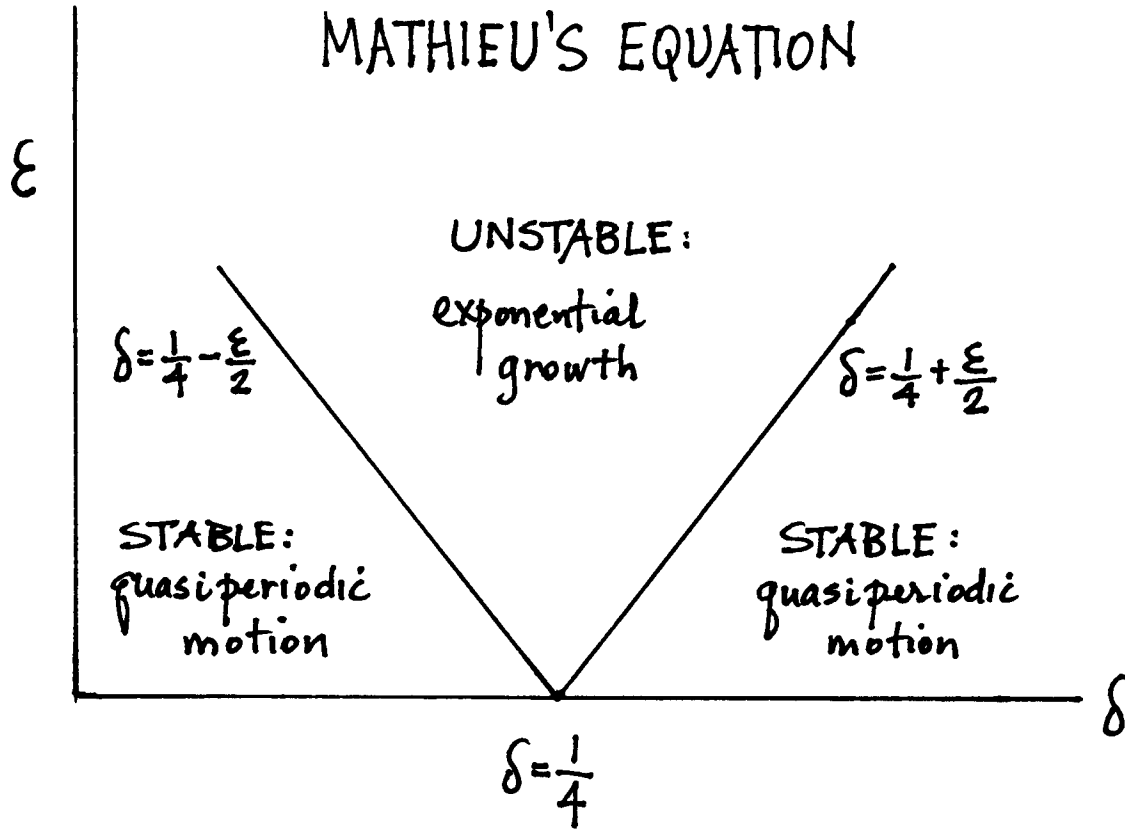 MATHIEU'S EQUATION
ε
UNSTABLE:
exponential
growth
δ=1/4-ε/2
δ=1/4+ε/2
STABLE:
quasiperiodic
motion
STABLE:
quasiperiodic
motion
δ
δ=1/4